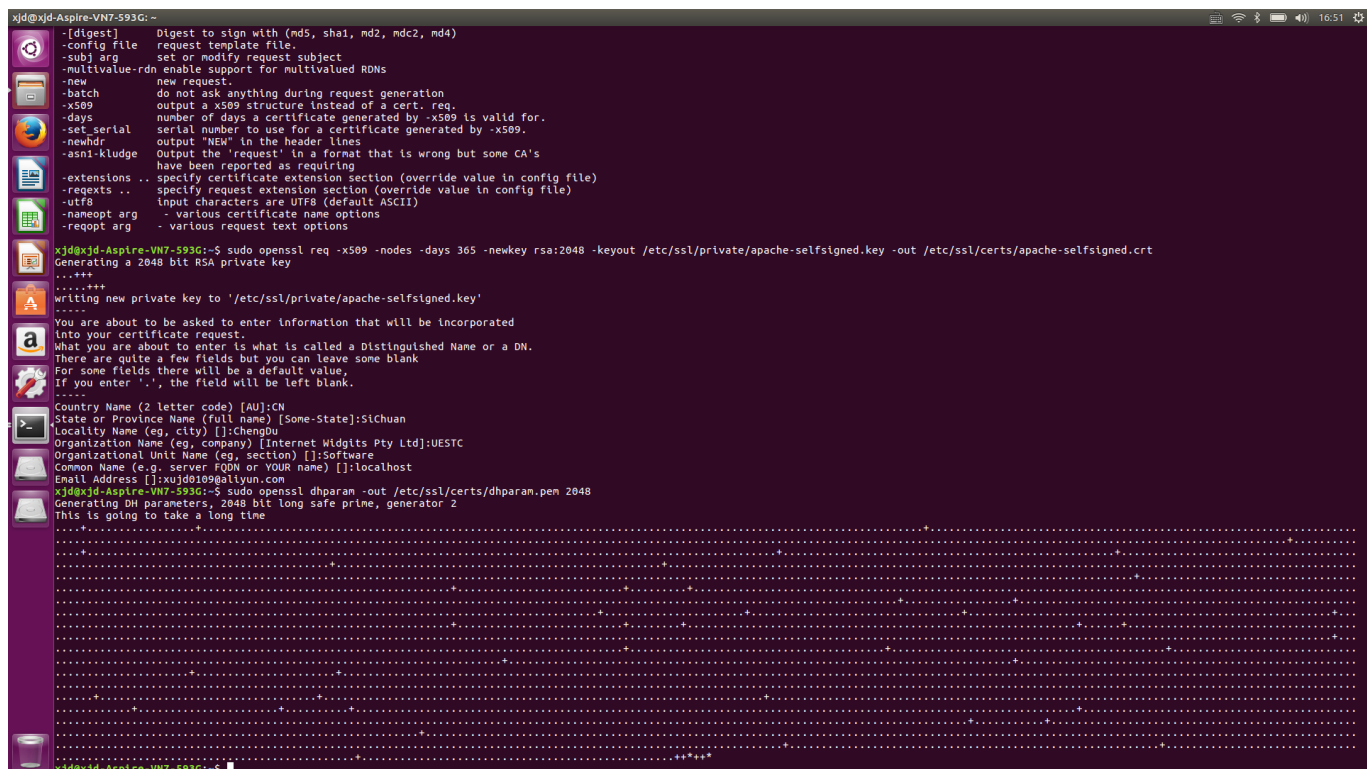 xjd@xjd-Aspire-VN7-593G: ~
16:51
-[digest]       Digest to sign with (md5, sha1, md2, mdc2, md4)
-config file   request template file.
-subj arg      set or modify request subject
-multivalue-rdn enable support for multivalued RDNs
-new           new request.
-batch         do not ask anything during request generation
-x509          output a x509 structure instead of a cert. req.
-days          number of days a certificate generated by -x509 is valid for.
-set_serial    serial number to use for a certificate generated by -x509.
-newhdr        output "NEW" in the header lines
-asn1-kludge   Output the 'request' in a format that is wrong but some CA's
have been reported as requiring
-extensions .. specify certificate extension section (override value in config file)
-reqexts ..    specify request extension section (override value in config file)
-utf8          input characters are UTF8 (default ASCII)
-nameopt arg    - various certificate name options
-reqopt arg    - various request text options
xjd@xjd-Aspire-VN7-593G:~$ sudo openssl req -x509 -nodes -days 365 -newkey rsa:2048 -keyout /etc/ssl/private/apache-selfsigned.key -out /etc/ssl/certs/apache-selfsigned.crt
Generating a 2048 bit RSA private key
...+++
.....+++
writing new private key to '/etc/ssl/private/apache-selfsigned.key'
-----
You are about to be asked to enter information that will be incorporated
into your certificate request.
What you are about to enter is what is called a Distinguished Name or a DN.
There are quite a few fields but you can leave some blank
For some fields there will be a default value,
If you enter '.', the field will be left blank.
-----
Country Name (2 letter code) [AU]:CN
State or Province Name (full name) [Some-State]:SiChuan
Locality Name (eg, city) []:ChengDu
Organization Name (eg, company) [Internet Widgits Pty Ltd]:UESTC
Organizational Unit Name (eg, section) []:Software
Common Name (e.g. server FQDN or YOUR name) []:localhost
Email Address []:xujd0109@aliyun.com
xjd@xjd-Aspire-VN7-593G:~$ sudo openssl dhparam -out /etc/ssl/certs/dhparam.pem 2048
Generating DH parameters, 2048 bit long safe prime, generator 2
This is going to take a long time
xjd@xjd-Aspire-VN7-593G:~$